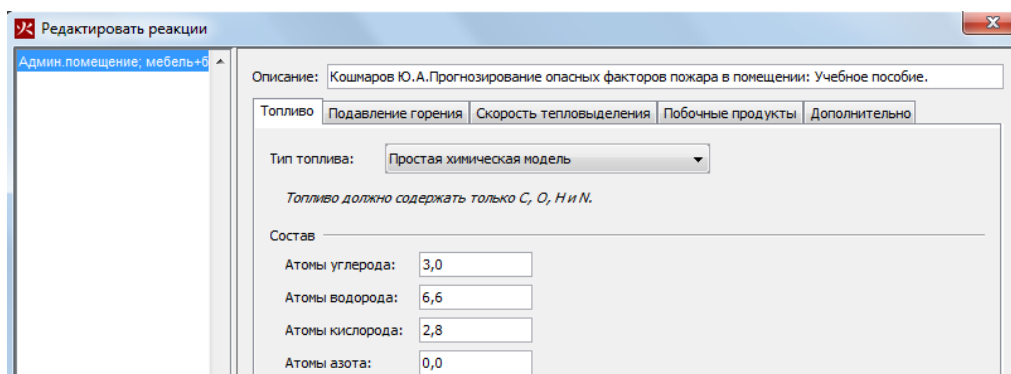 Редактировать реакции
Админ.помещение; мебель+б
Описание: Кошмаров Ю.А.Прогнозирование опасных факторов пожара в помещении: Учебное пособие.
Топливо Подавление горения Скорость тепловыделения Побочные продукты Дополнительно
Тип топлива: Простая химическая модель
Топливо должно содержать только C, O, H и N.
Состав
Атомы углерода: 3,0
Атомы водорода: 6,6
Атомы кислорода: 2,8
Атомы азота: 0,0